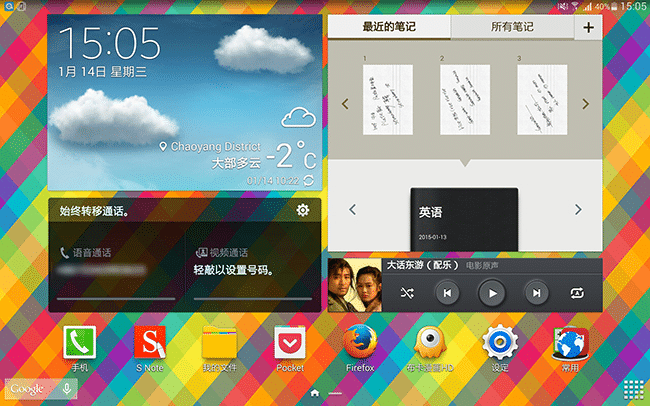 40% 15:05
15:05
1月 14日 星期三
Chaoyang District
大部多云 -2°C
01/14 10:22
最近的笔记
所有笔记
+
1
2
3
英语
2015-01-13
始终转移通话。
语音通话
视频通话
轻敲以设置号码。
大话东游（配乐） 电影原声
手机
S Note
我的文件
Pocket
Firefox
设定
常用
Google